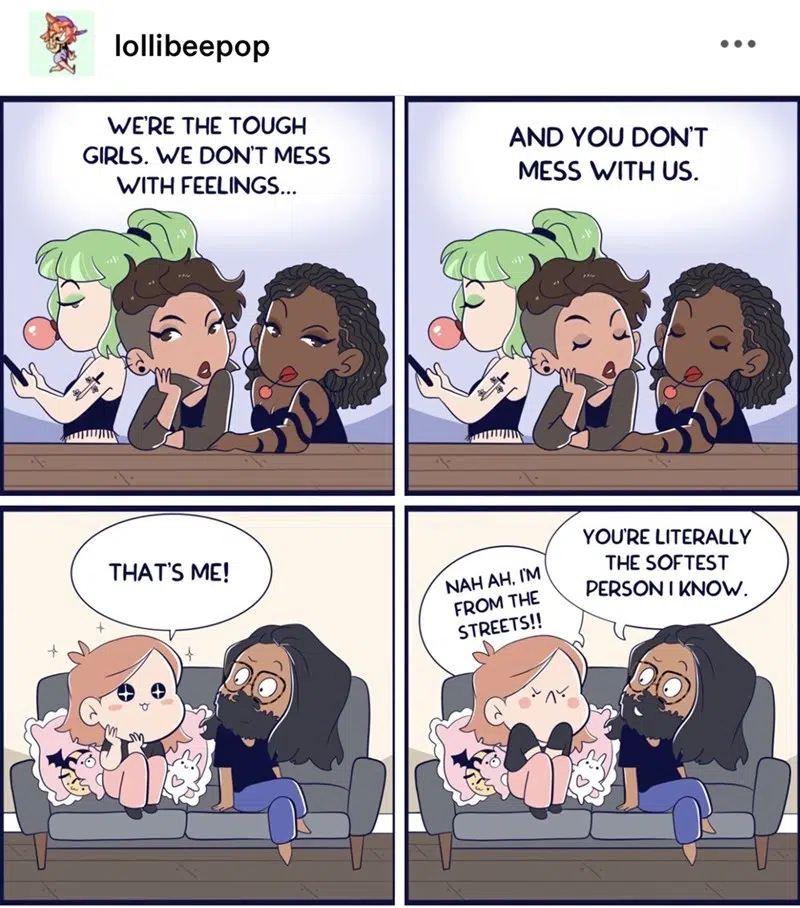 lollibeepop
WE'RE THE TOUGH
GIRLS. WE DON'T MESS
WITH FEELINGS...
AND YOU DON'T
MESS WITH US.
THAT'S ME!
NAH AH, I'M
FROM THE
STREETS!!
YOU'RE LITERALLY
THE SOFTEST
PERSON I KNOW.